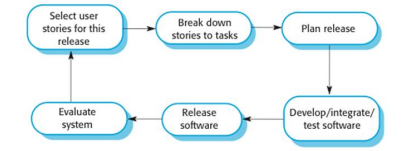 Select user
stories for this
release
Break down
stories to tasks
Plan release
Develop/integrate/
test software
Release
software
Evaluate
system